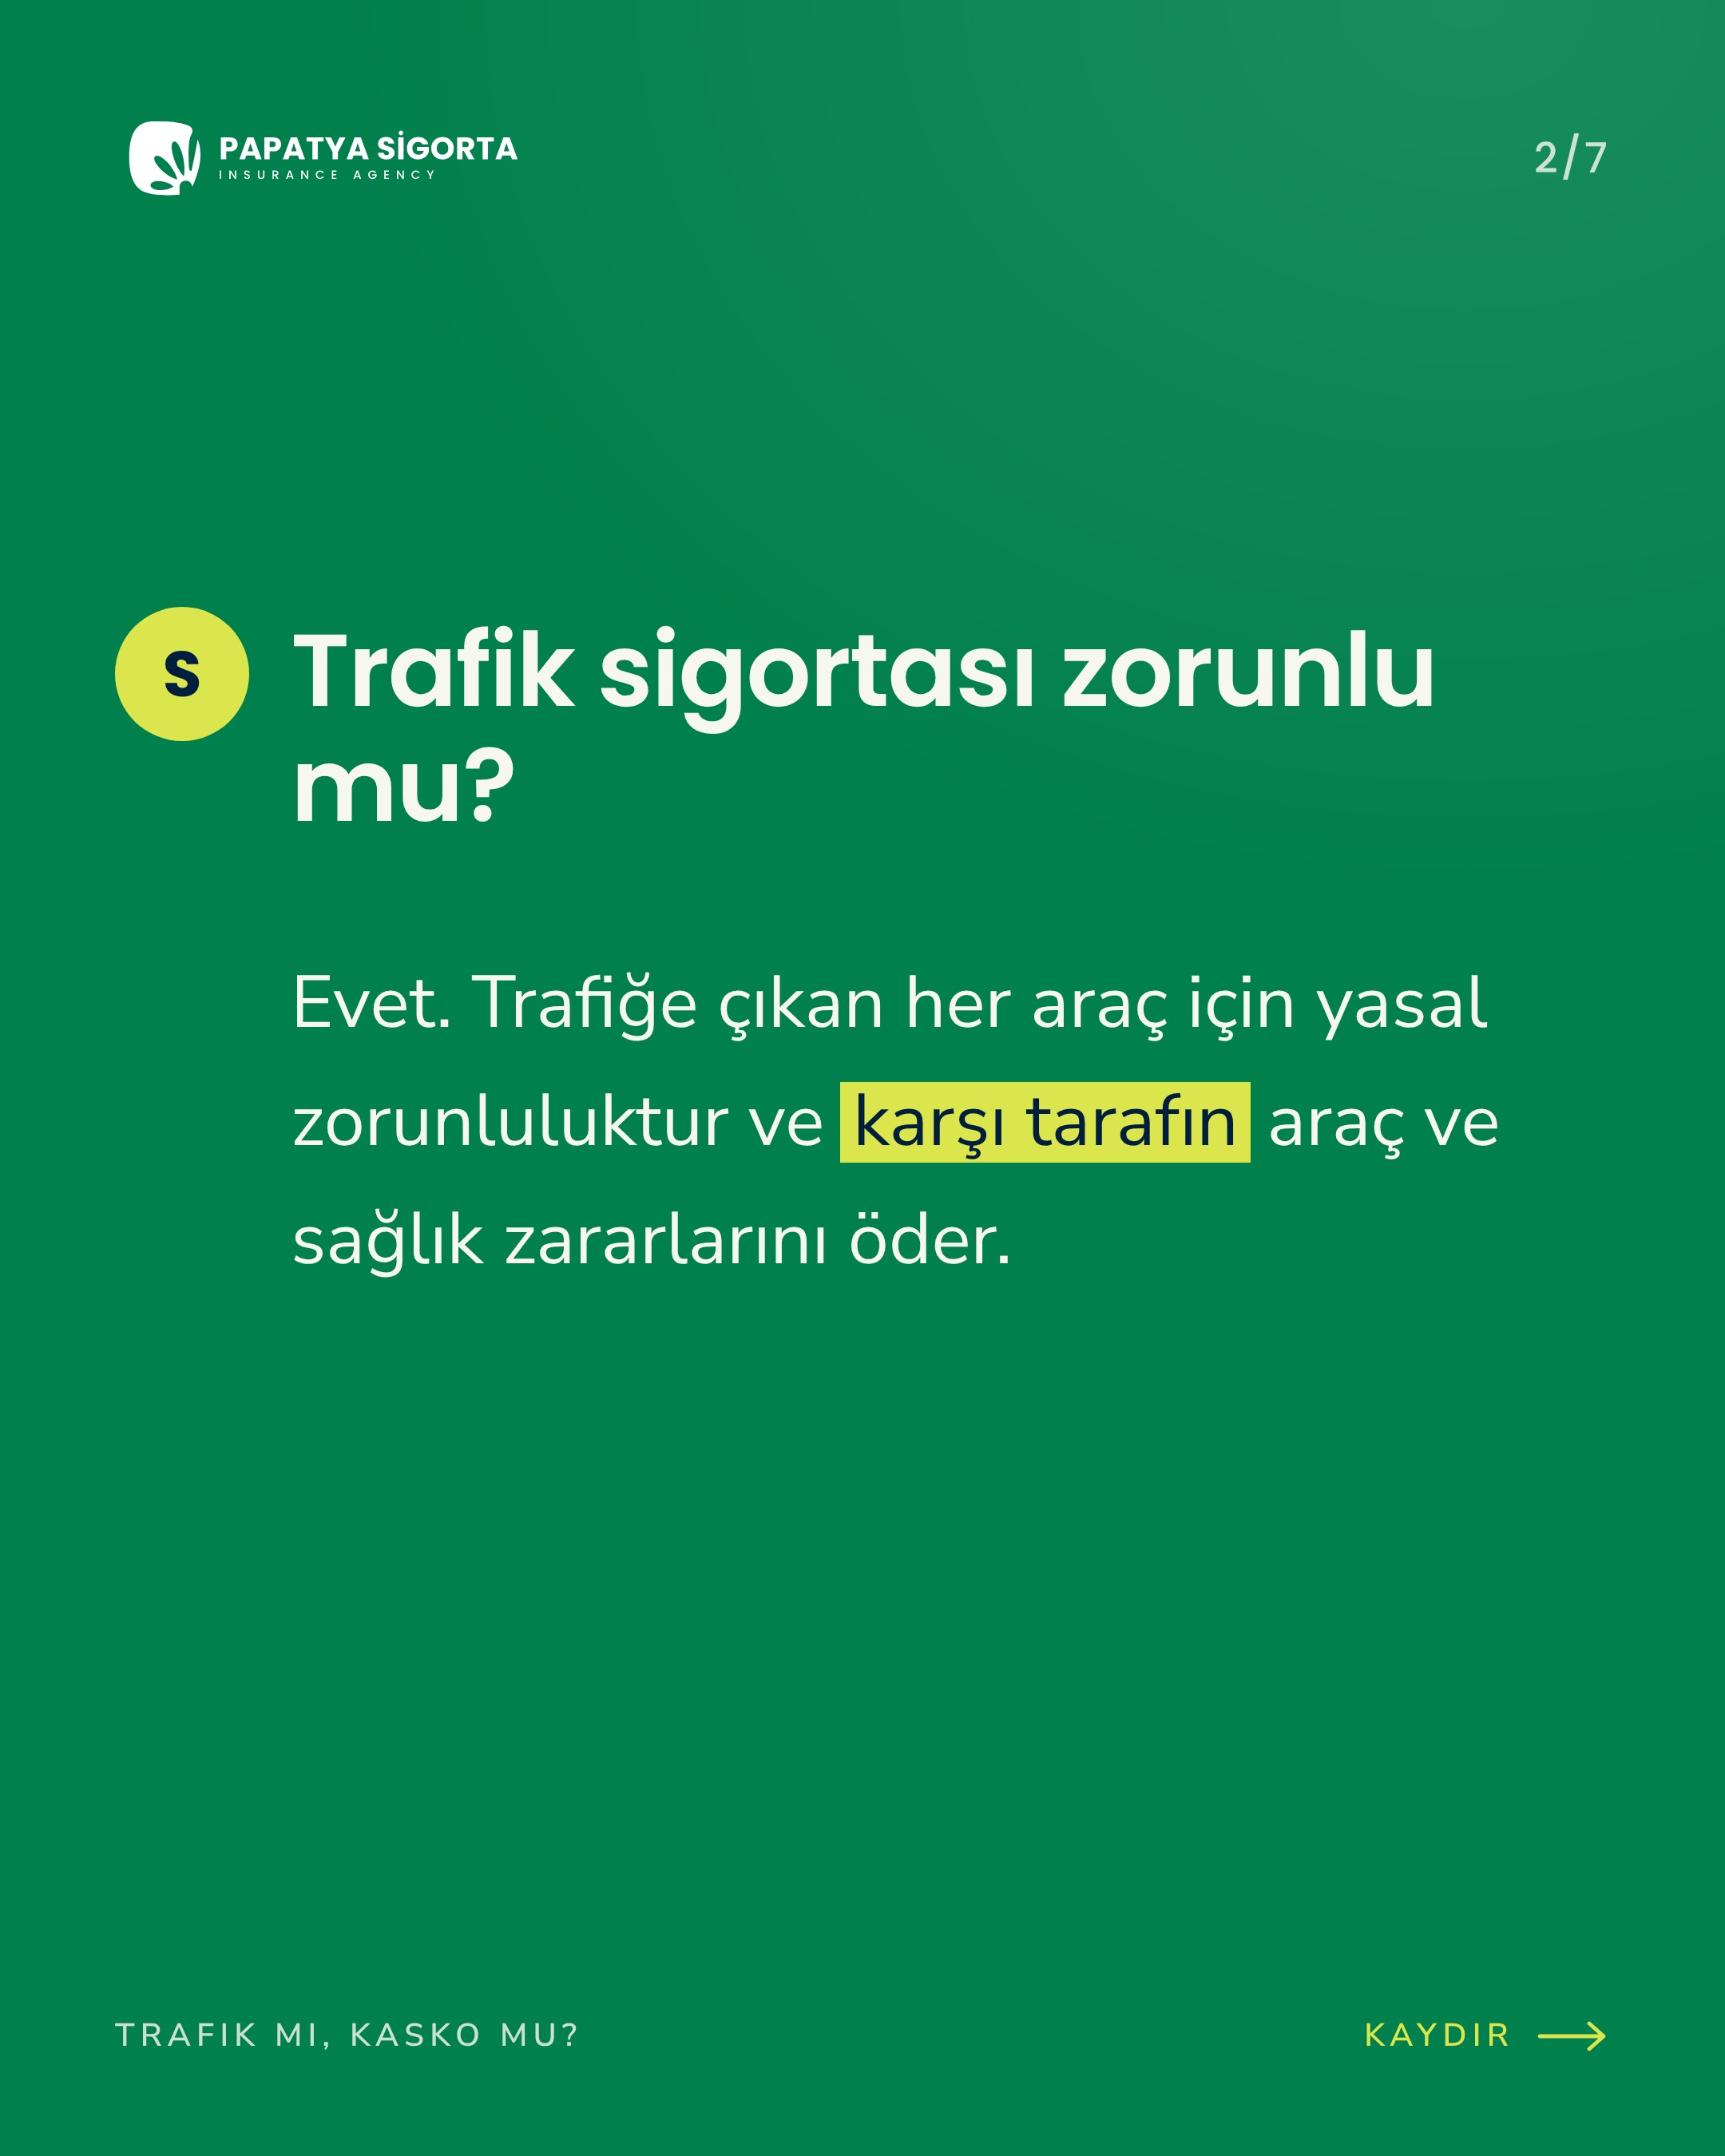 PAPATYA SİGORTA
INSURANCE AGENCY
2/7
S
Trafik sigortası zorunlu
mu?
Evet. Trafiğe çıkan her araç için yasal
zorunluluktur ve karşı tarafın araç ve
sağlık zararlarını öder.
TRAFIK MI, KASKO MU?
KAYDIR